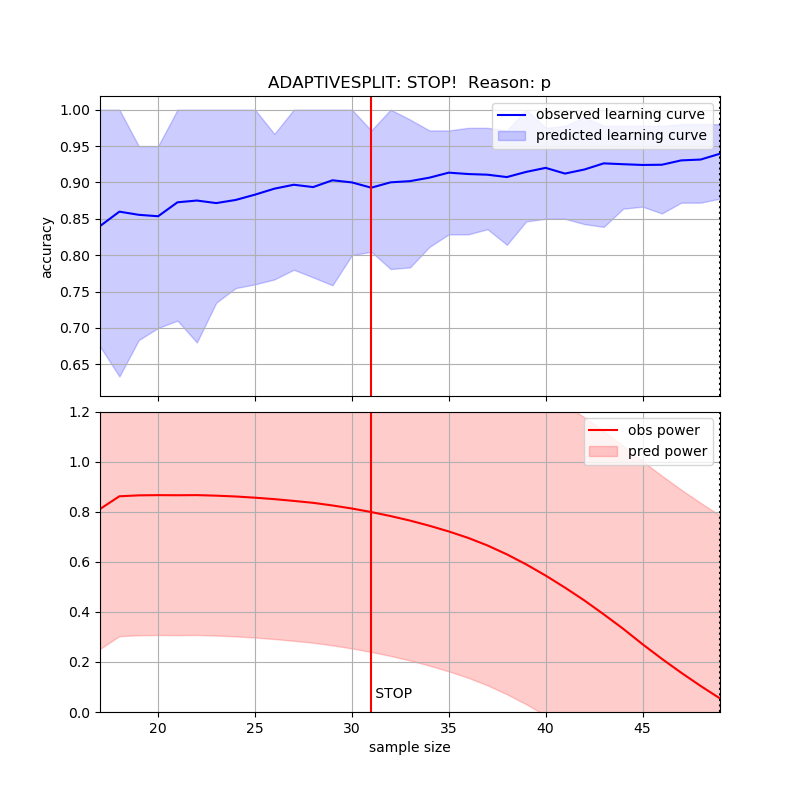 ADAPTIVESPLIT: STOP!  Reason: p
1.00
0.95
0.90
0.85
0.80
0.75
0.70
0.65
accuracy
observed learning curve
predicted learning curve
1.2
1.0
0.8
0.6
0.4
0.2
0.0
obs power
pred power
STOP
20 25 30 35 40 45
sample size